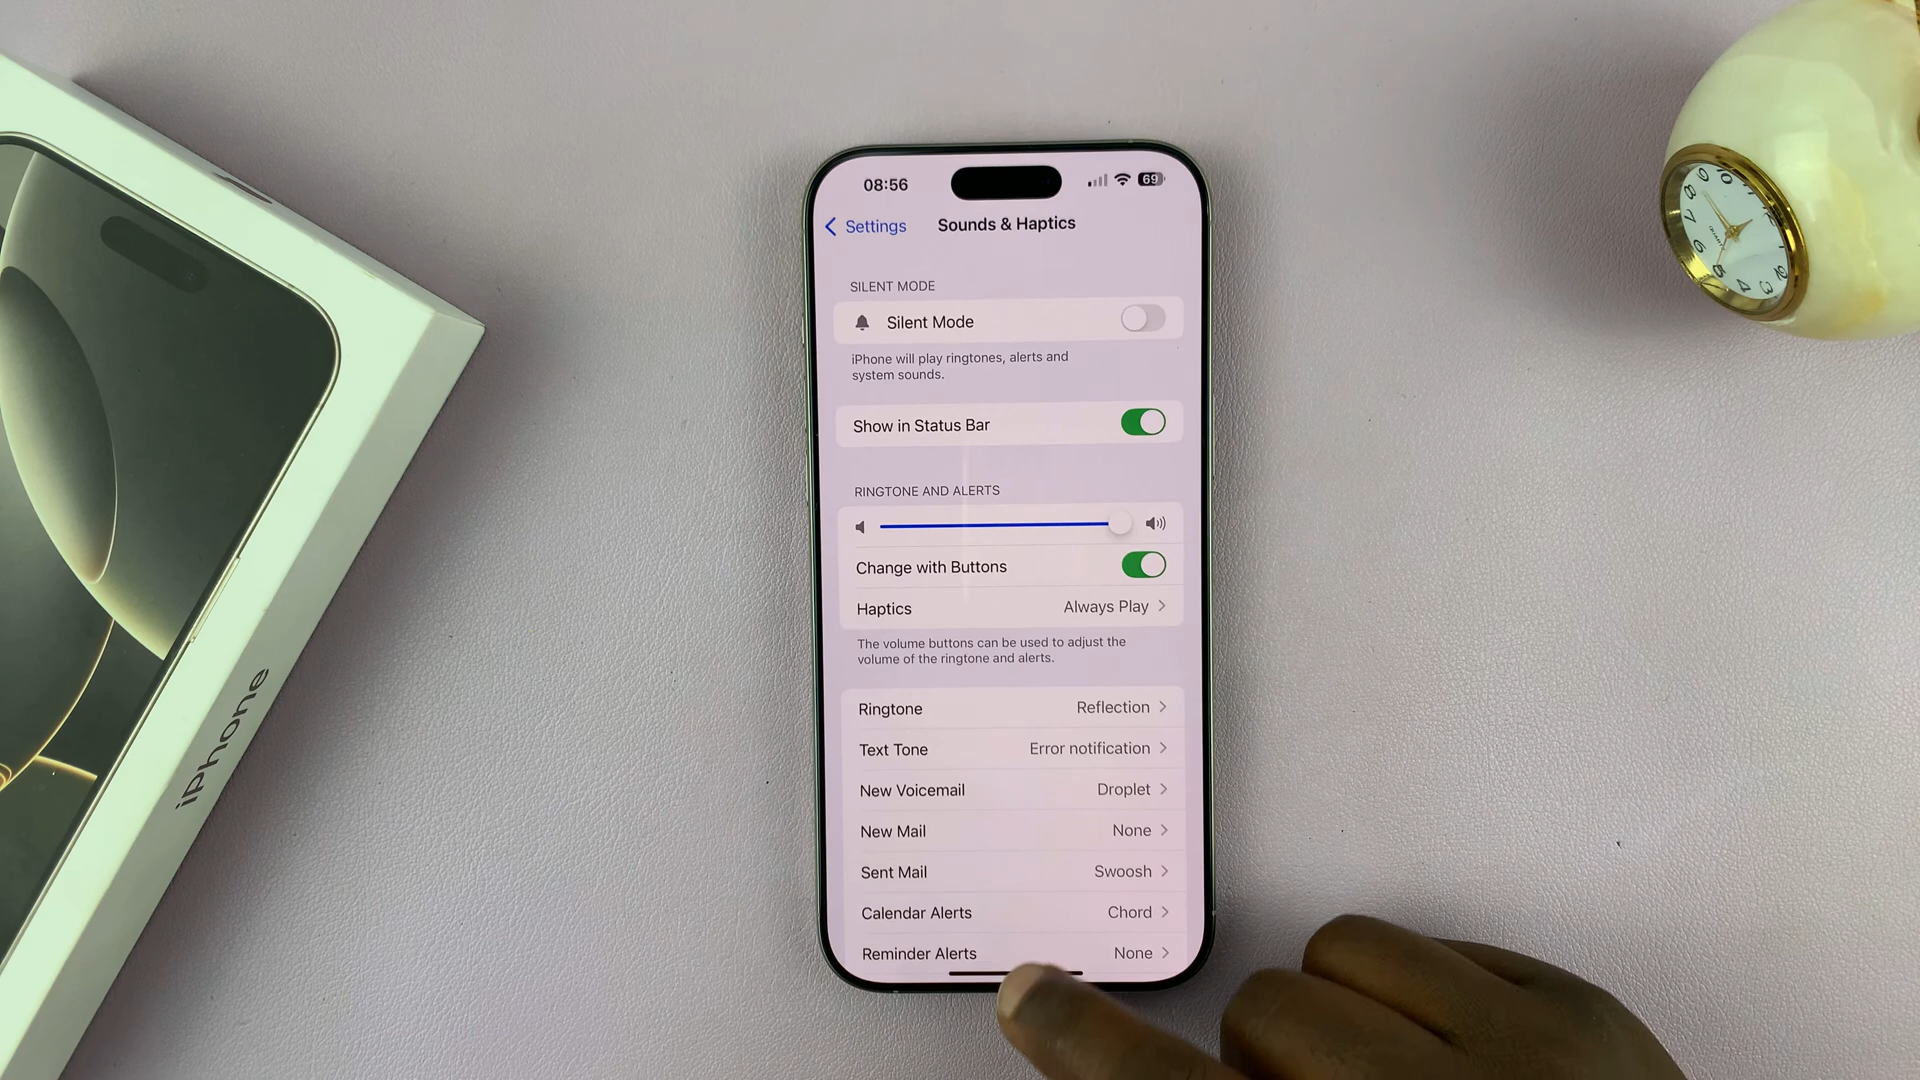 08:56
69
Settings
Sounds & Haptics
SILENT MODE
Silent Mode
iPhone will play ringtones, alerts and
system sounds.
Show in Status Bar
RINGTONE AND ALERTS
Change with Buttons
Haptics Always Play
The volume buttons can be used to adjust the
volume of the ringtone and alerts.
Ringtone Reflection
Text Tone Error notification
New Voicemail Droplet
New Mail None
Sent Mail Swoosh
Calendar Alerts Chord
Reminder Alerts None
iPhone